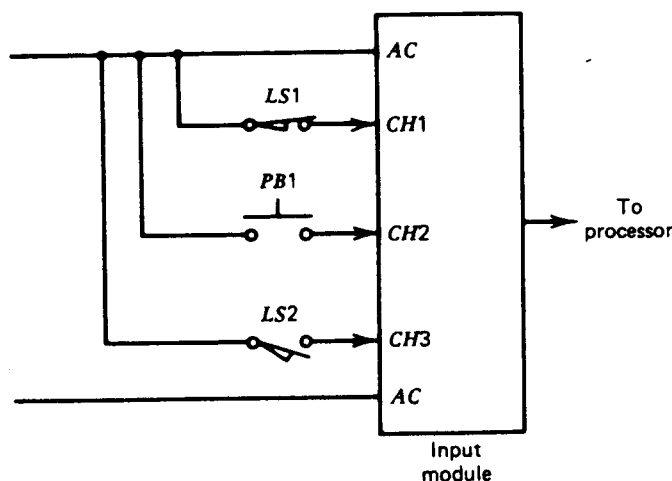 AC
LS1
CH1
PB1
CH2
To
processor
LS2
CH3
AC
Input
module